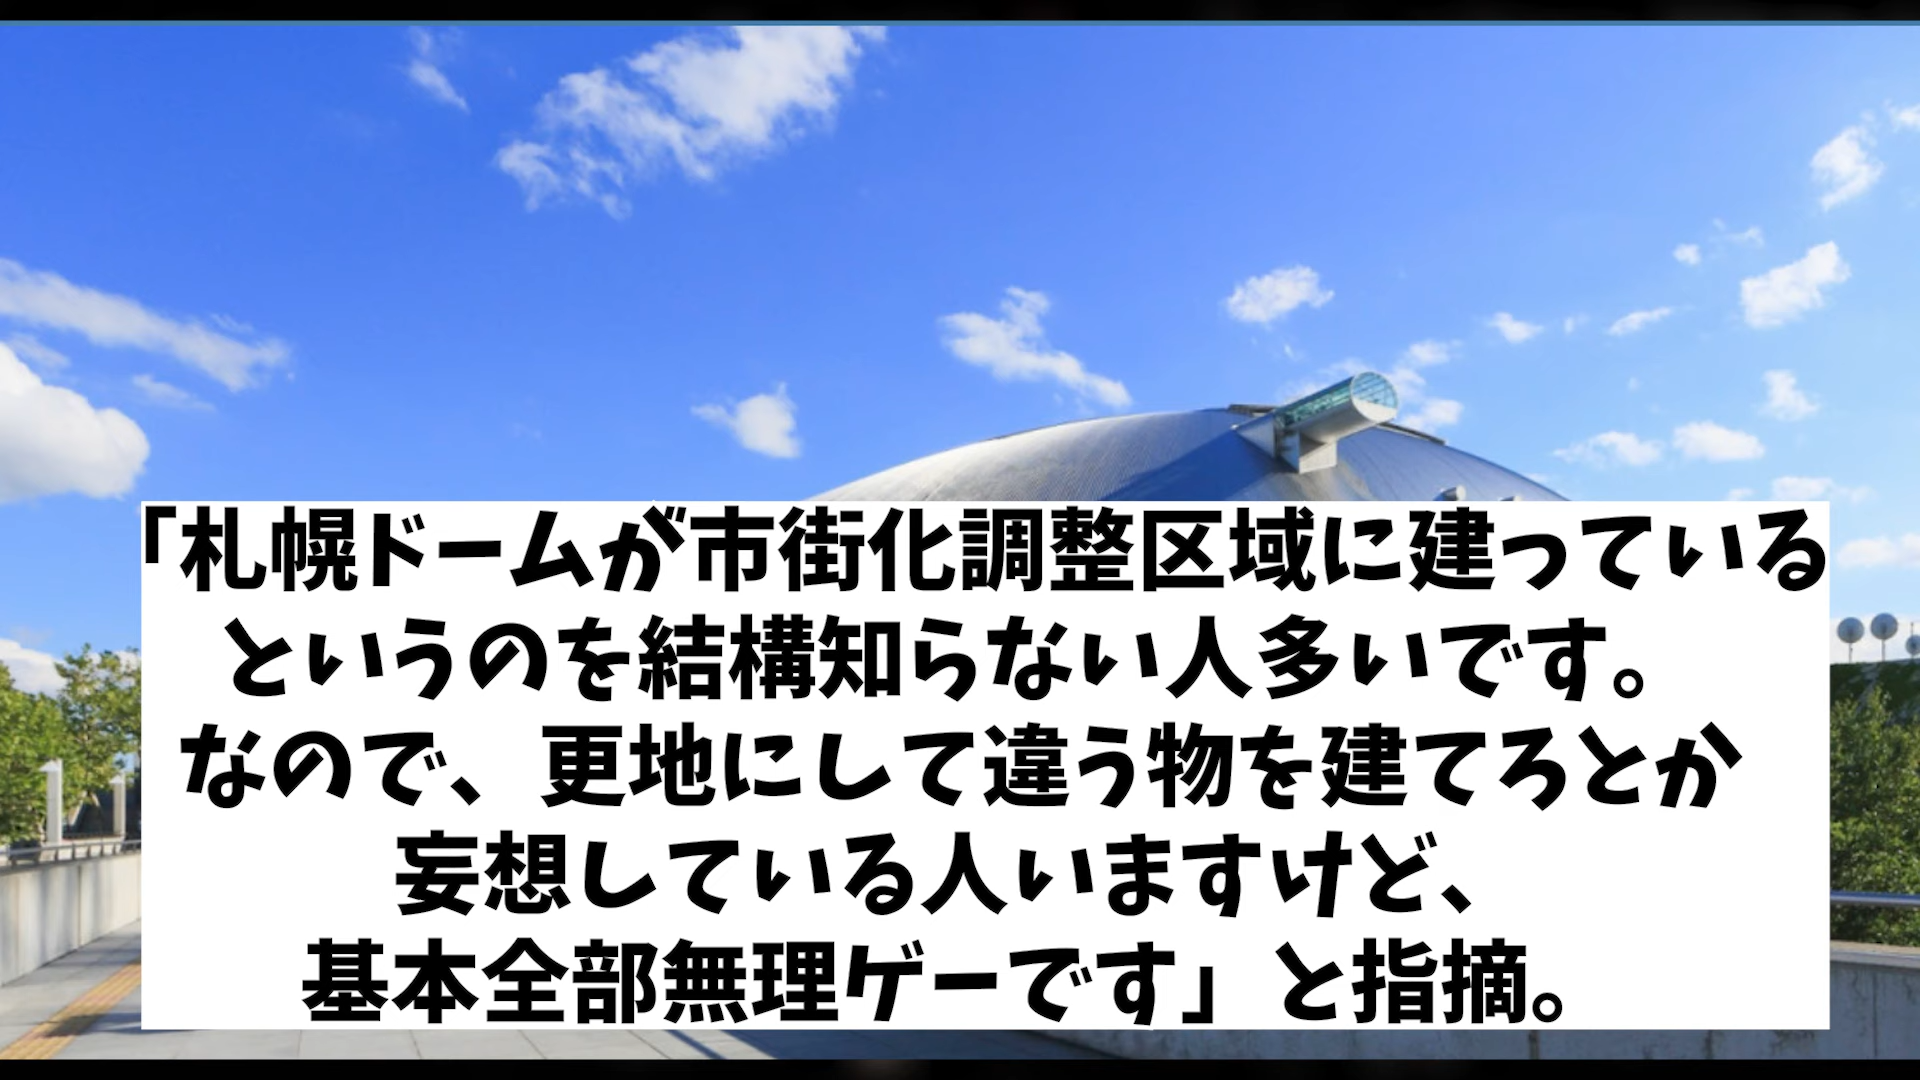 「札幌ドームが市街化調整区域に建っている
というのを結構知らない人多いです。
なので、更地にして違う物を建てろとか
妄想している人いますけど、
基本全部無理ゲーです」と指摘。